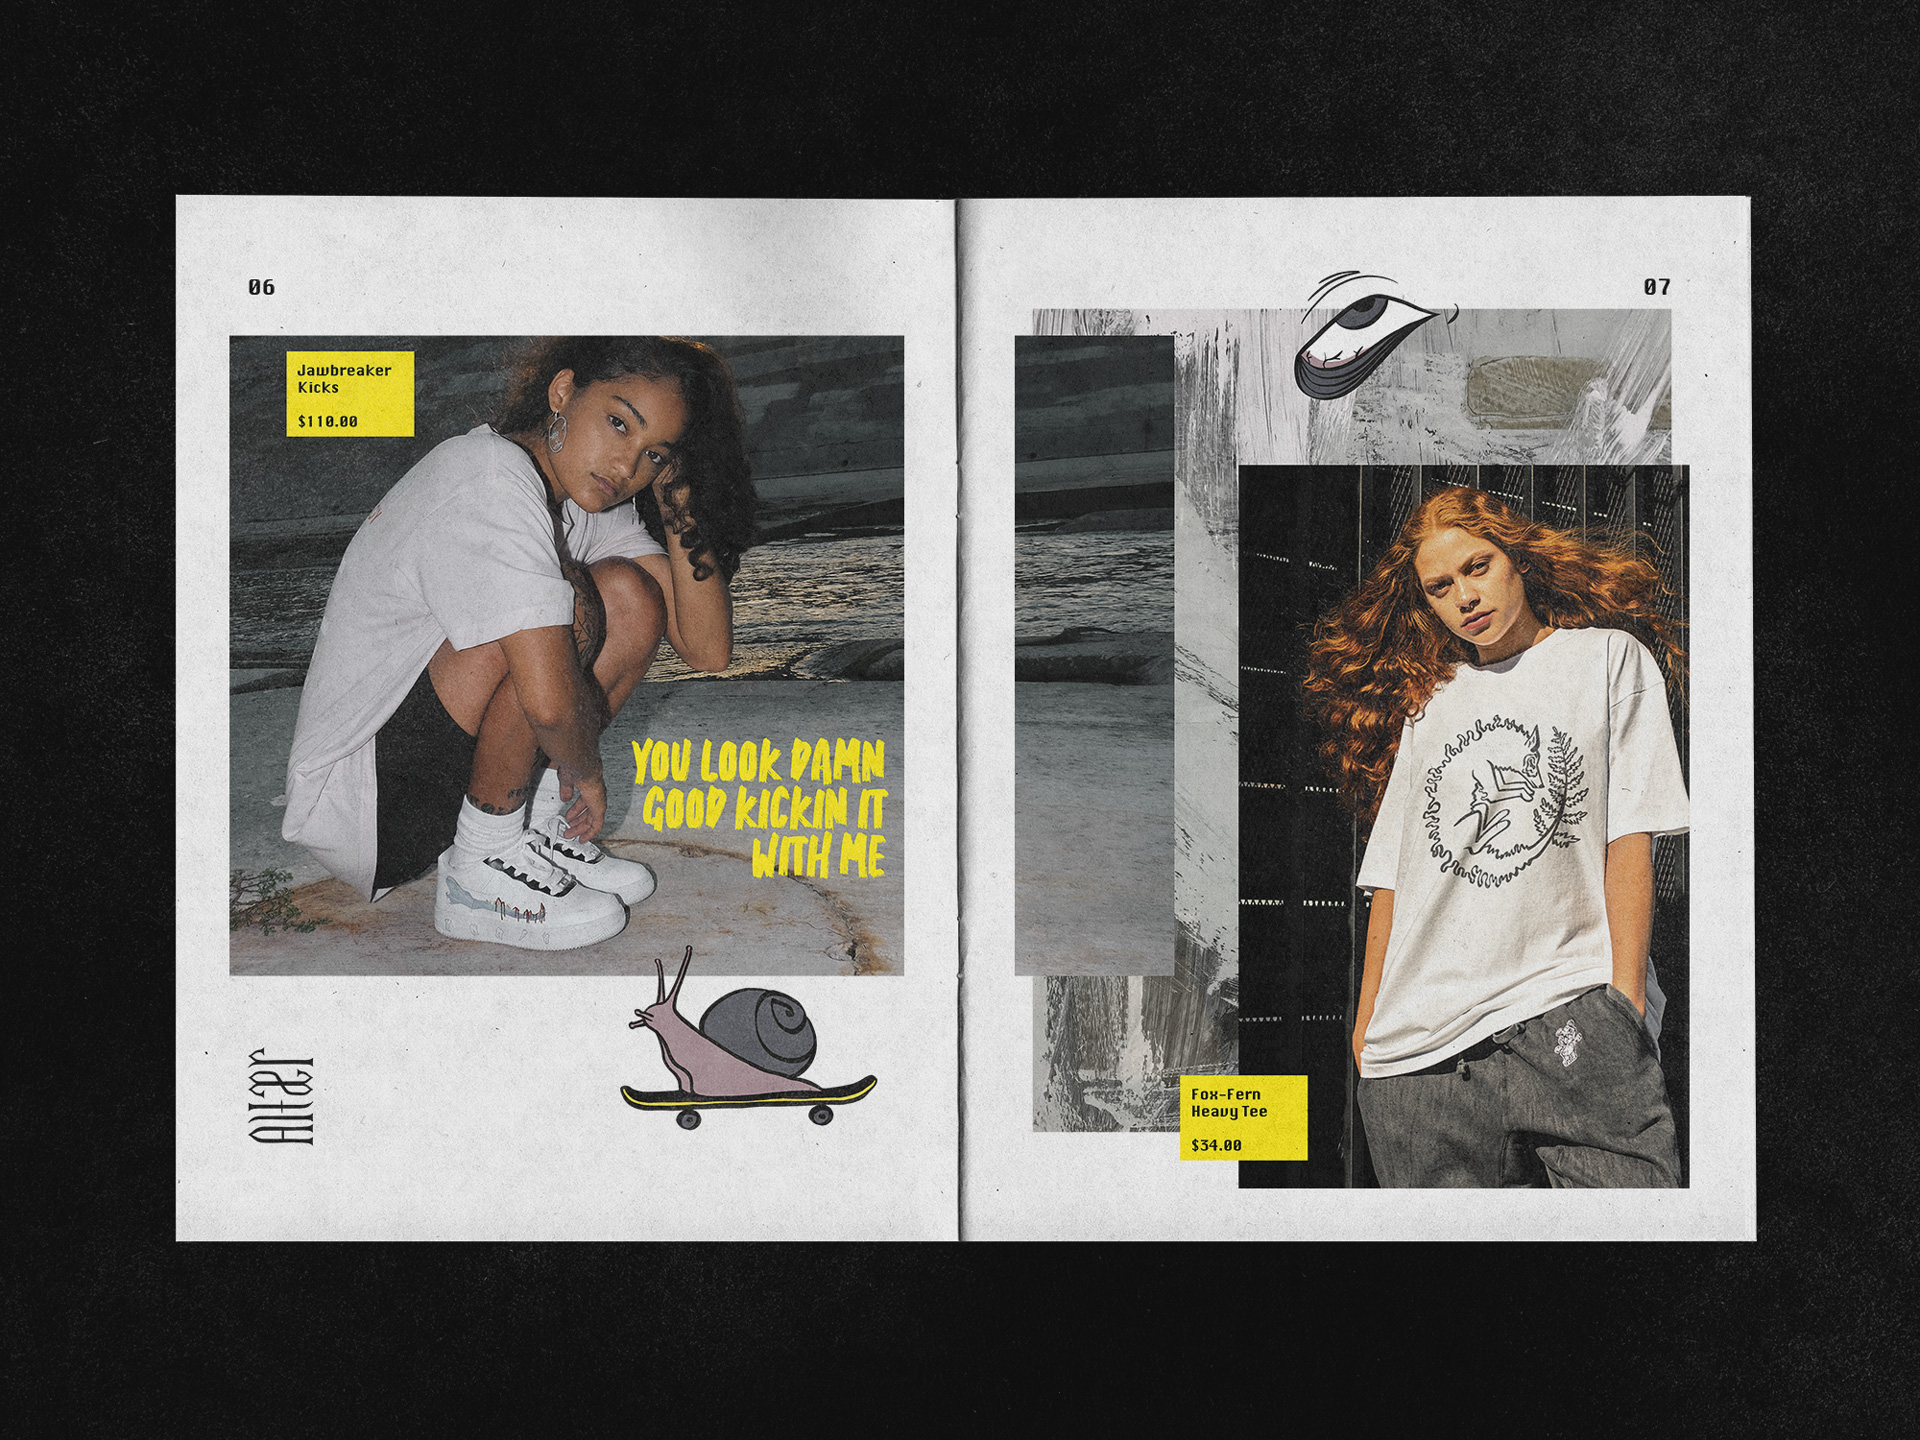 06
Jawbreaker
Kicks
$110.00
YOU LOOK DAMN
GOOD KICKIN IT
WITH ME
Altær
07
Fox-Fern
Heavy Tee
$34.00